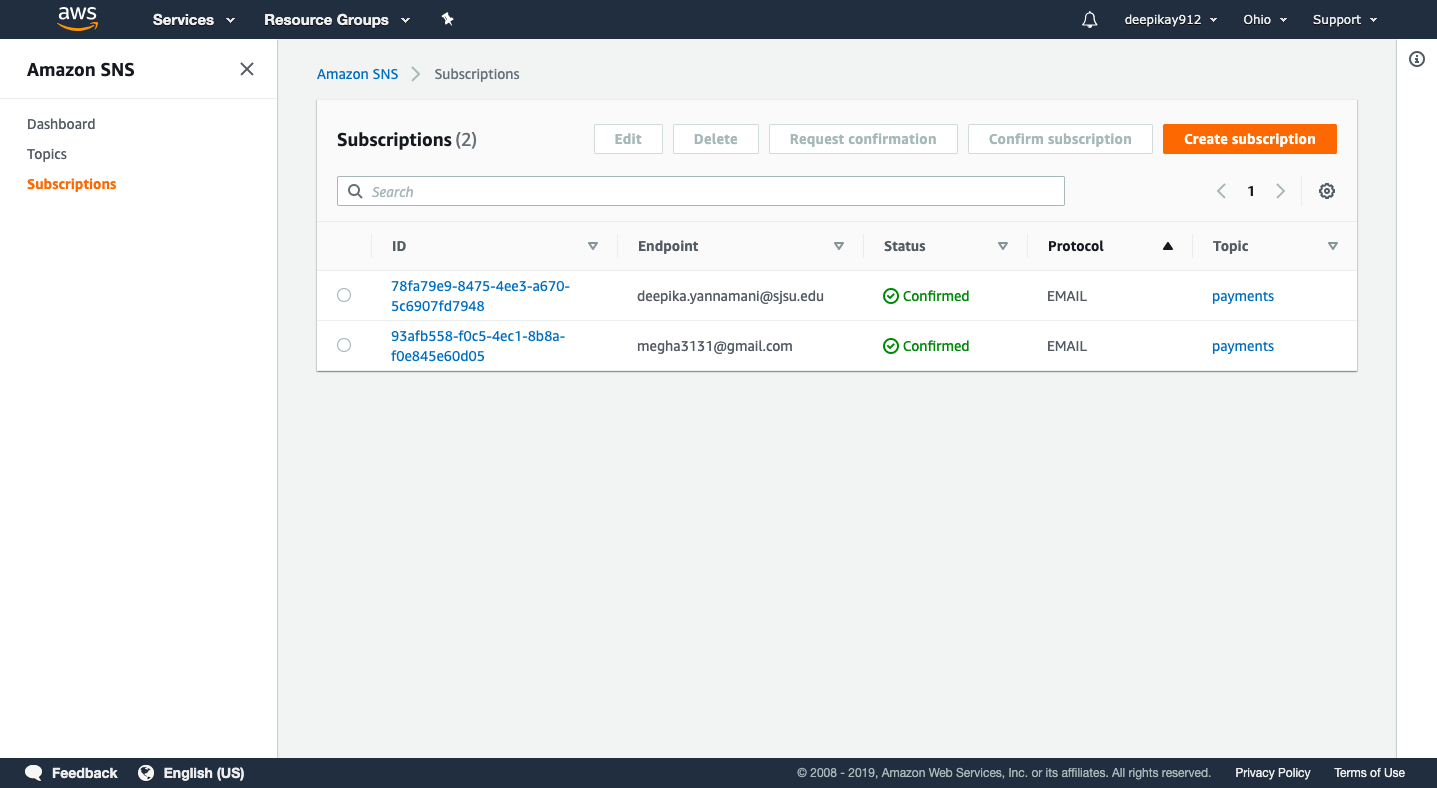 aws Services Resource Groups deepikay912 Ohio Support
Amazon SNS
Dashboard
Topics
Subscriptions
Amazon SNS Subscriptions
Subscriptions (2) Edit Delete Request confirmation Confirm subscription Create subscription
Search 1
ID Endpoint Status Protocol Topic
78fa79e9-8475-4ee3-a670-
5c6907fd7948 deepika.yannamani@sjsu.edu Confirmed EMAIL payments
93afb558-f0c5-4ec1-8b8a-
f0e845e60d05 megha3131@gmail.com Confirmed EMAIL payments
Feedback English (US) © 2008 - 2019, Amazon Web Services, Inc. or its affiliates. All rights reserved. Privacy Policy Terms of Use